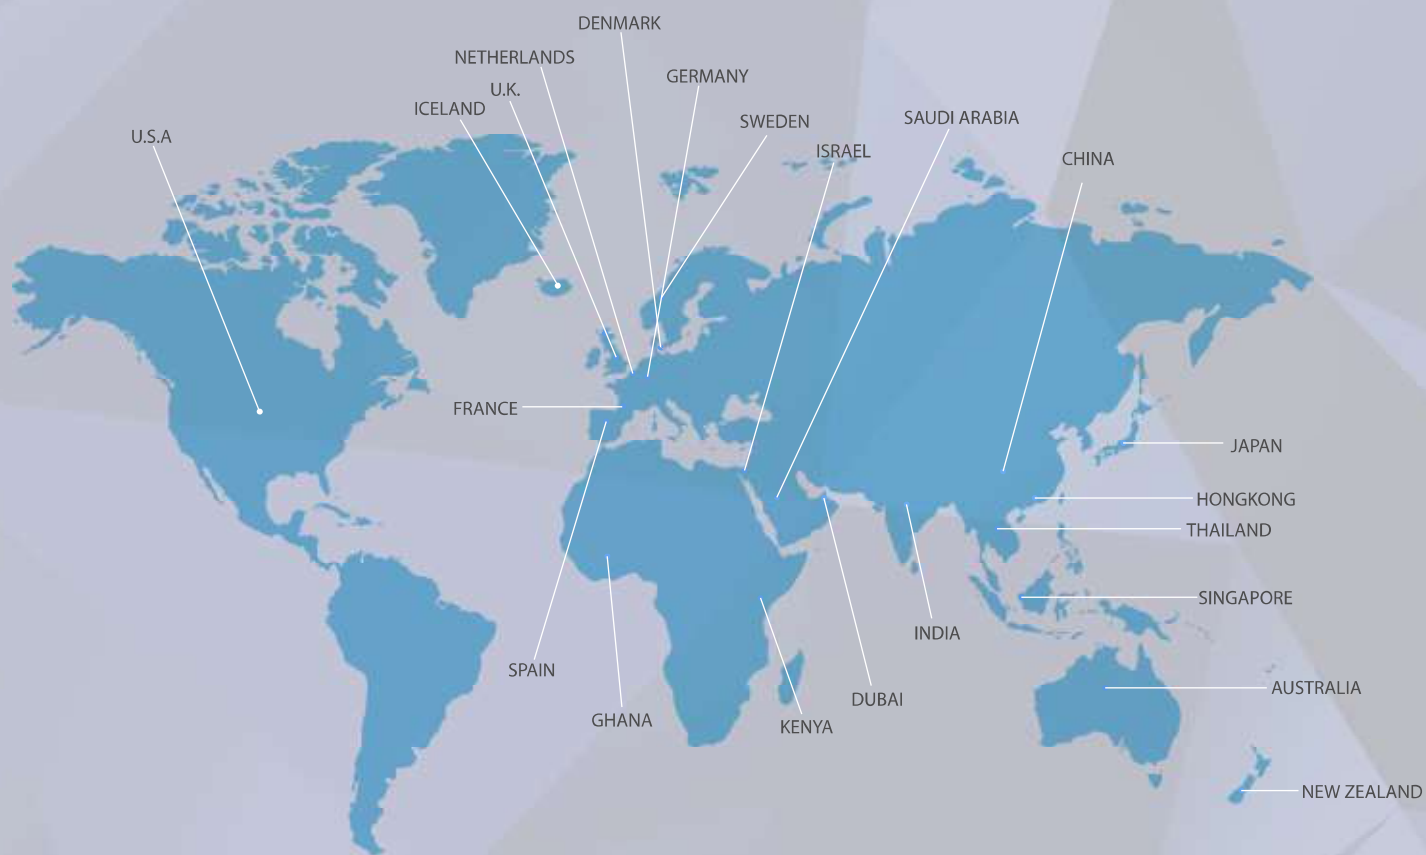 DENMARK
NETHERLANDS
GERMANY
U.K.
ICELAND
SWEDEN
SAUDI ARABIA
U.S.A
ISRAEL
CHINA
FRANCE
JAPAN
HONGKONG
THAILAND
SINGAPORE
INDIA
SPAIN
AUSTRALIA
DUBAI
GHANA
KENYA
NEW ZEALAND